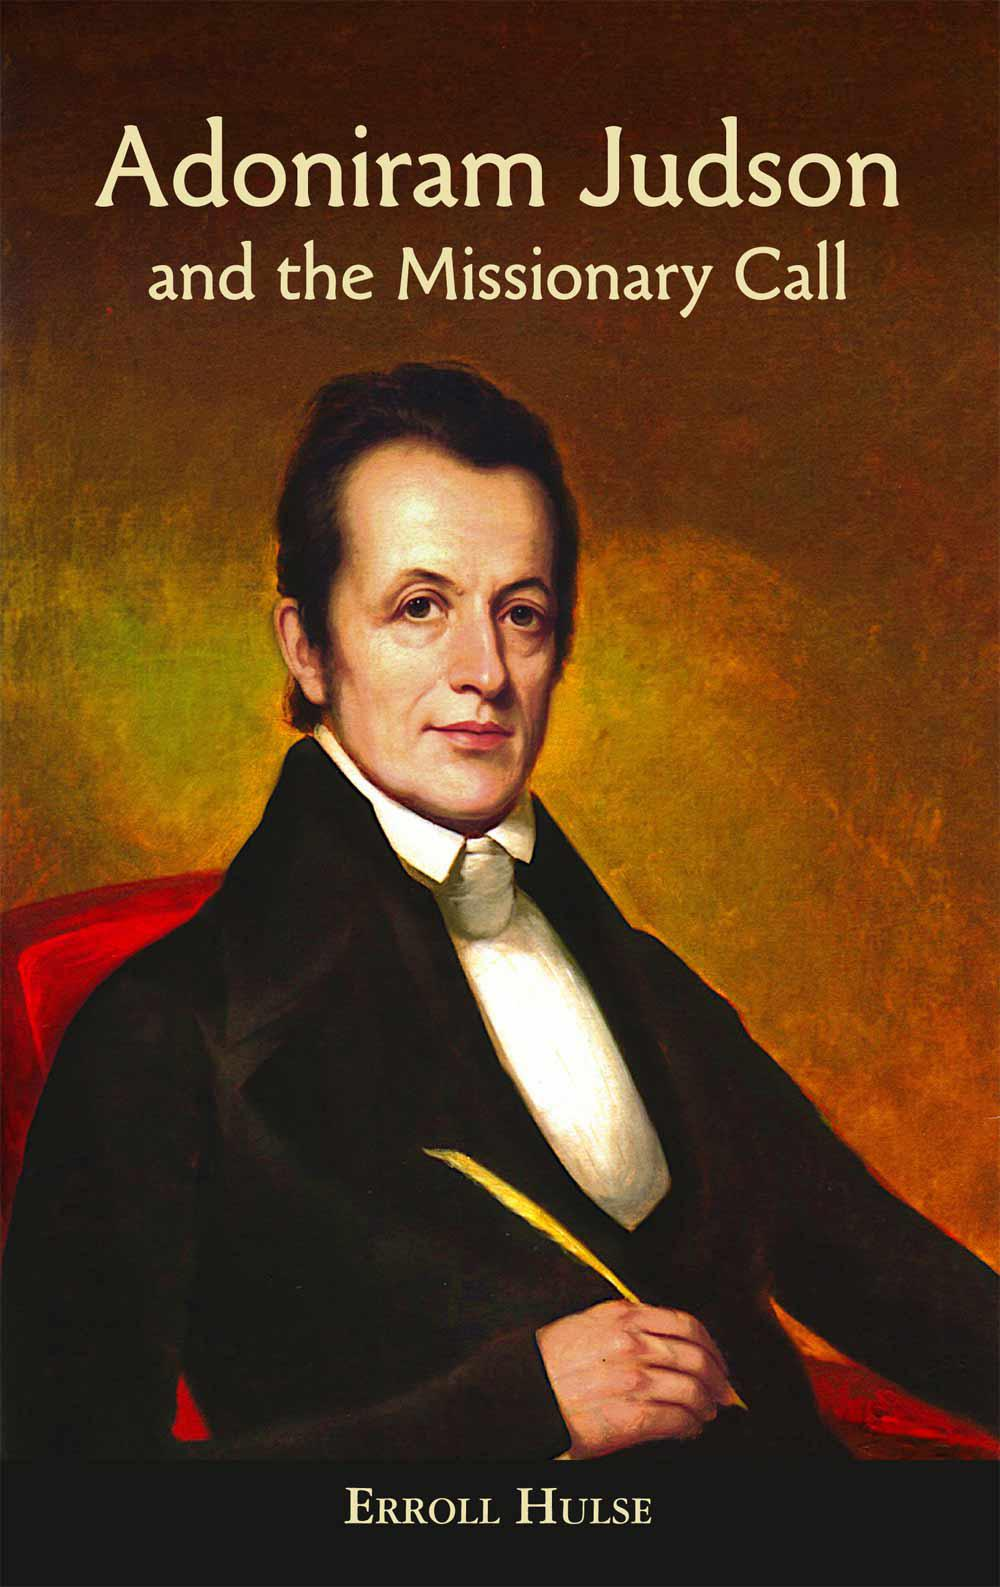 Adoniram Judson
and the Missionary Call
Erroll Hulse